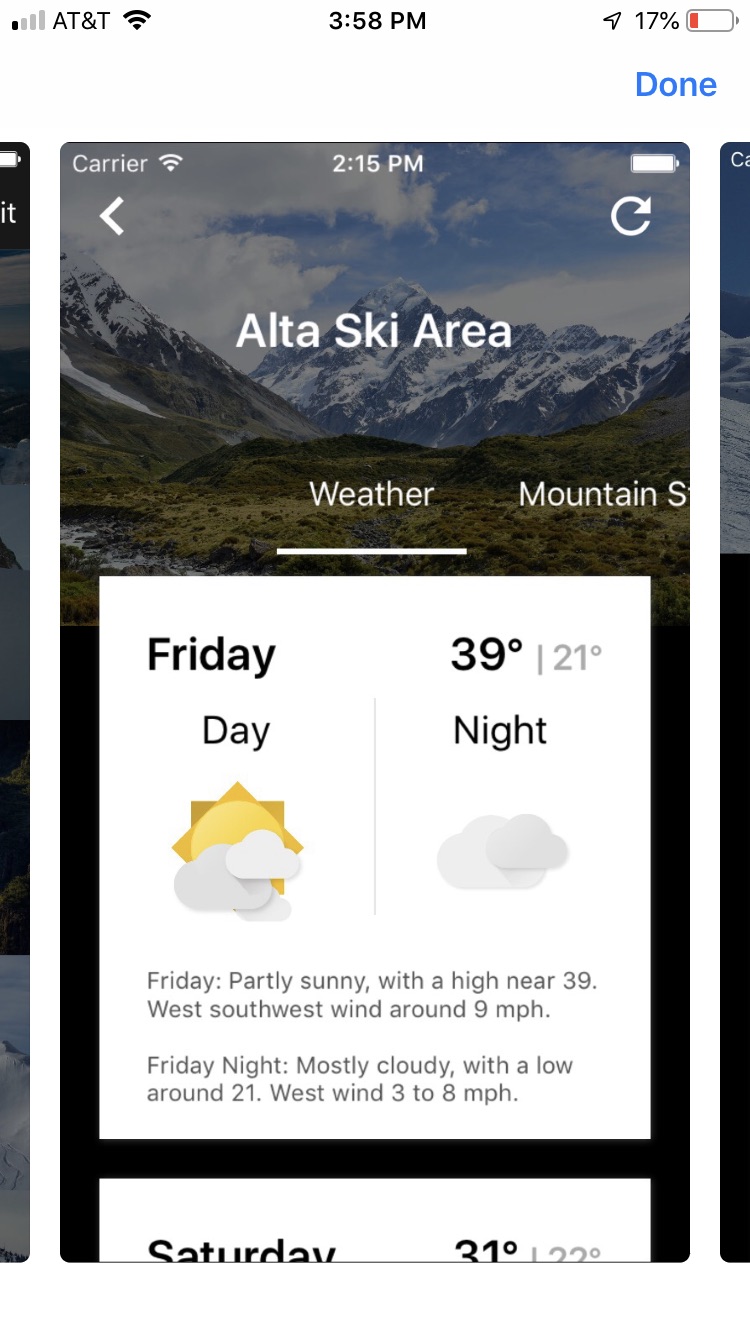 AT&T 3:58 PM 17%
Done
it
Carrier 2:15 PM
Alta Ski Area
Weather Mountain S
Friday 39° | 21°
Day Night
Friday: Partly sunny, with a high near 39.
West southwest wind around 9 mph.
Friday Night: Mostly cloudy, with a low
around 21. West wind 3 to 8 mph.
Saturday 31° | 22°
Ca